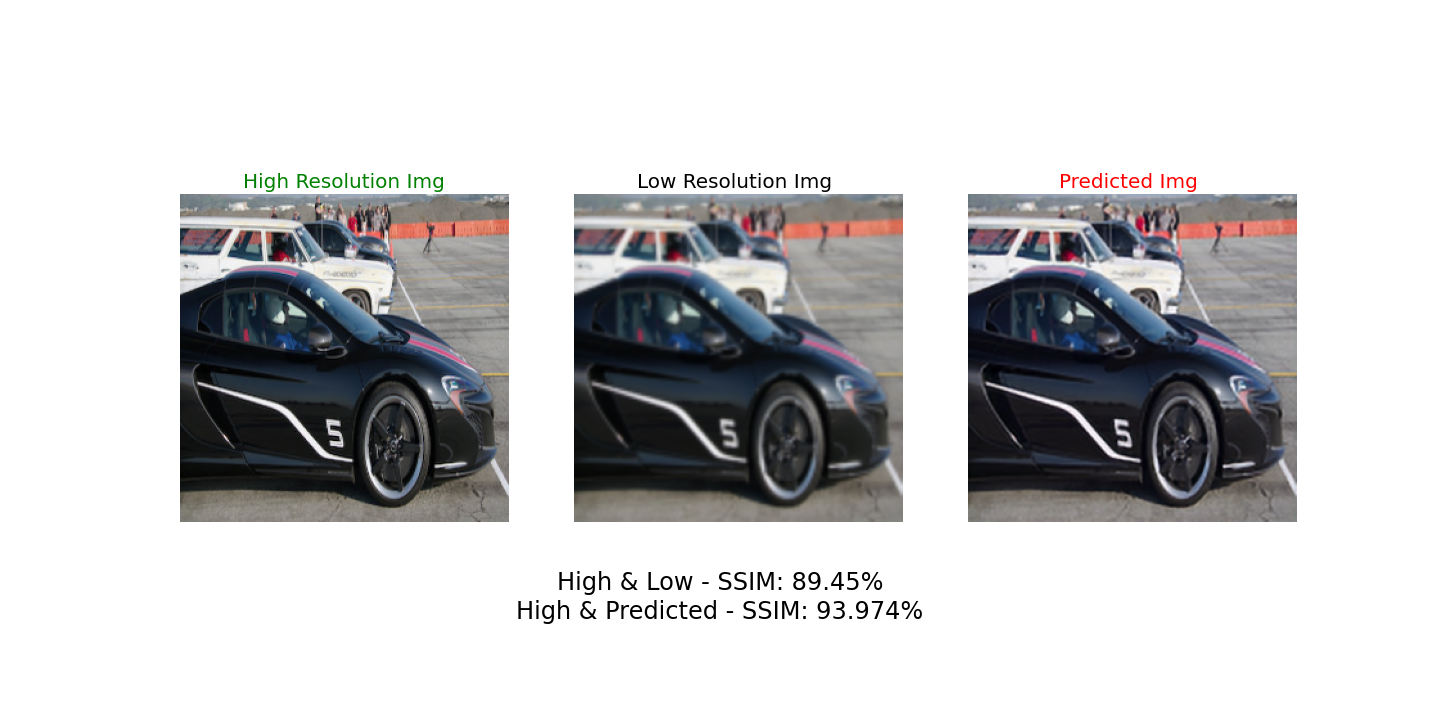 High Resolution Img
Low Resolution Img
Predicted Img
5
5
5
High & Low - SSIM: 89.45%
High & Predicted - SSIM: 93.974%